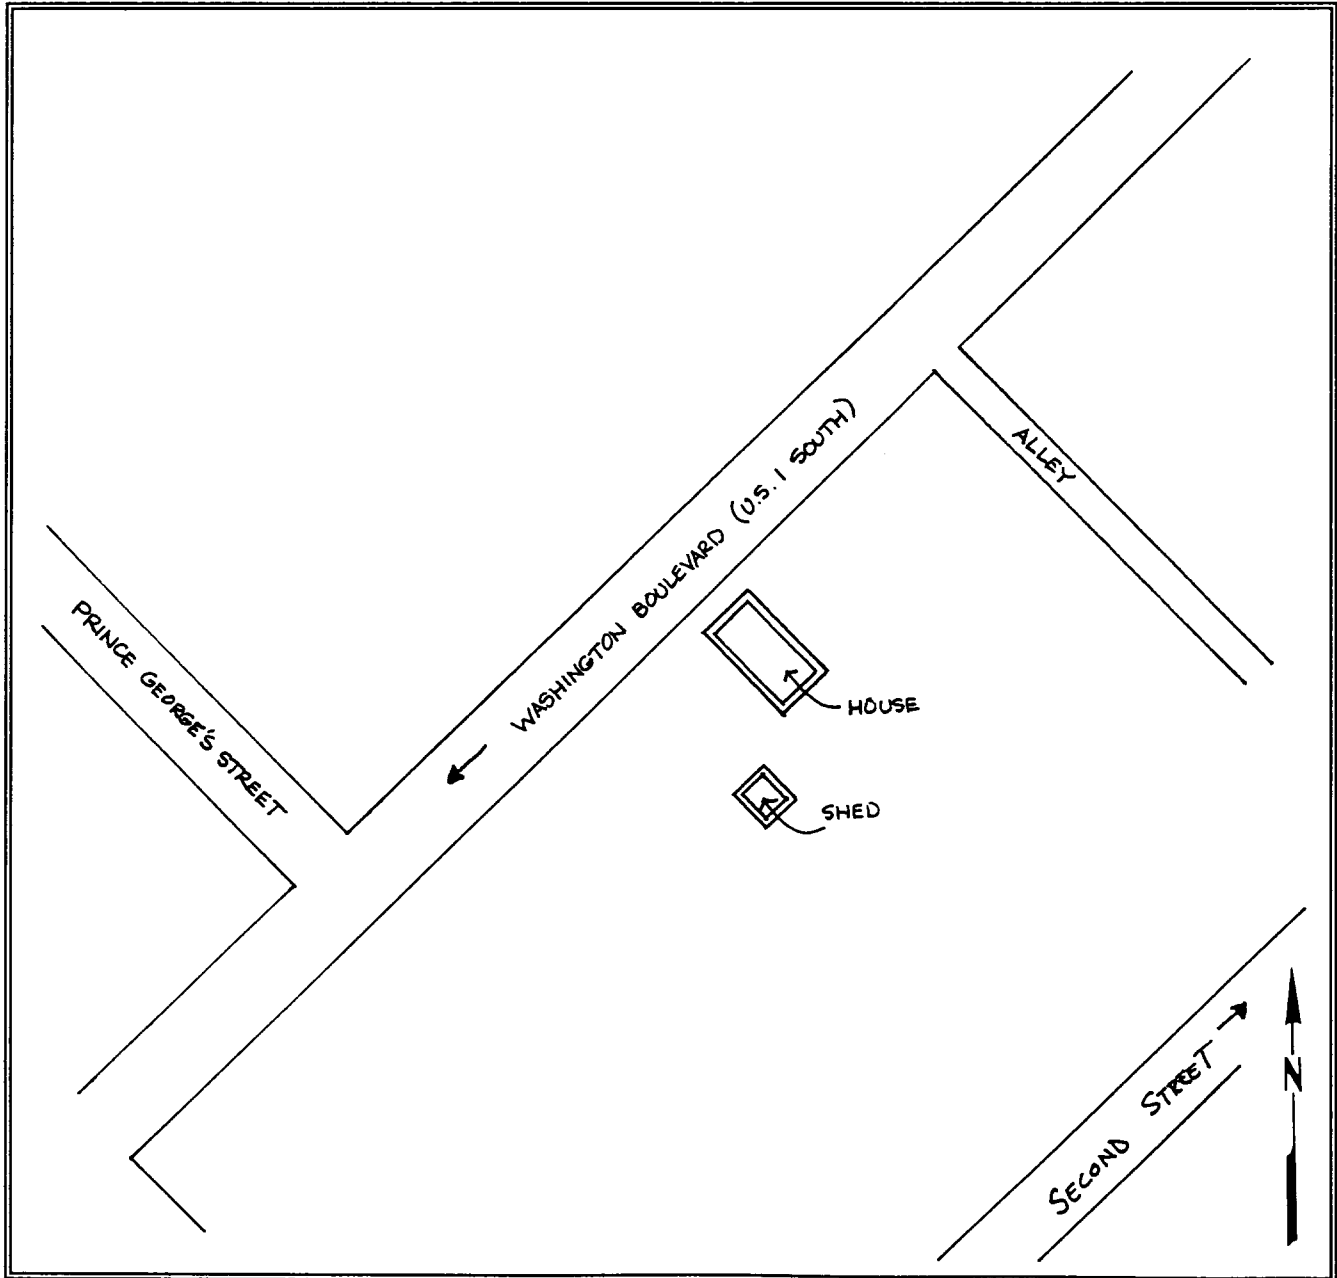 WASHINGTON BOULEVARD (U.S. 1 SOUTH)
ALLEY
PRINCE GEORGE'S STREET
HOUSE
SHED
SECOND STREET
N